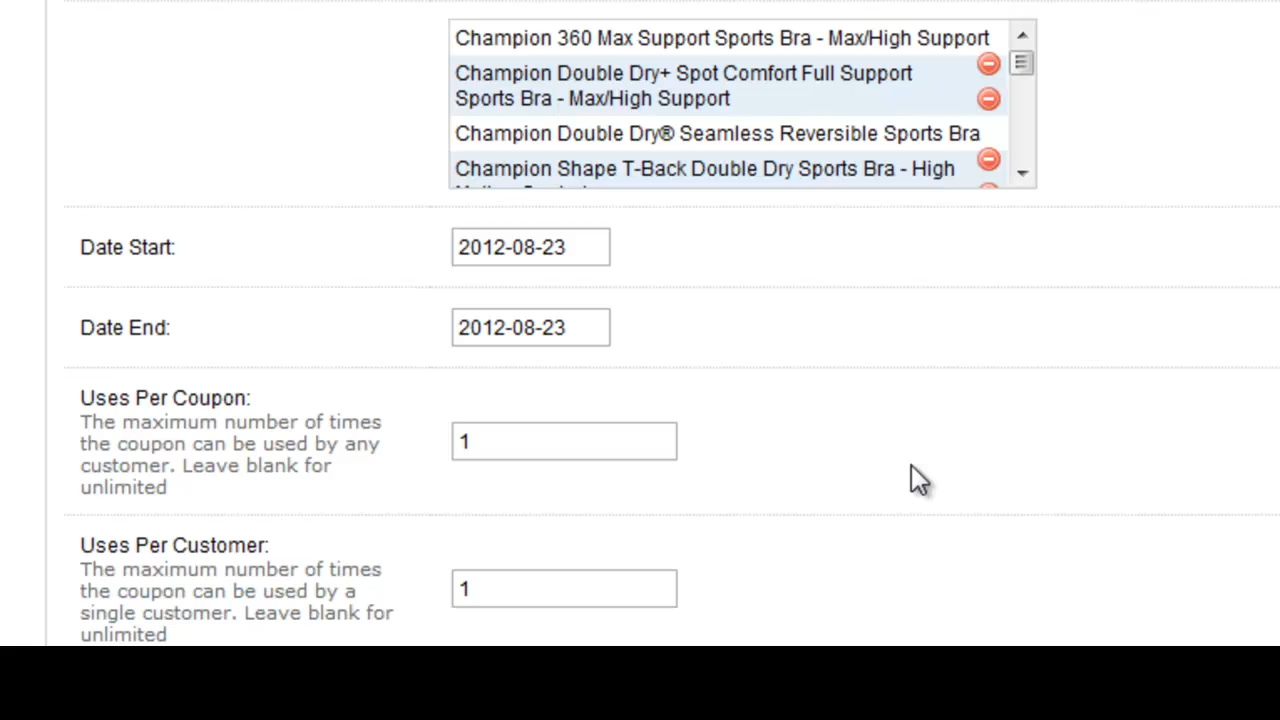 Champion 360 Max Support Sports Bra - Max/High Support
Champion Double Dry+ Spot Comfort Full Support
Sports Bra - Max/High Support
Champion Double Dry® Seamless Reversible Sports Bra
Champion Shape T-Back Double Dry Sports Bra - High
Date Start:
2012-08-23
Date End:
2012-08-23
Uses Per Coupon:
The maximum number of times
the coupon can be used by any
customer. Leave blank for
unlimited
1
Uses Per Customer:
The maximum number of times
the coupon can be used by a
single customer. Leave blank for
unlimited
1